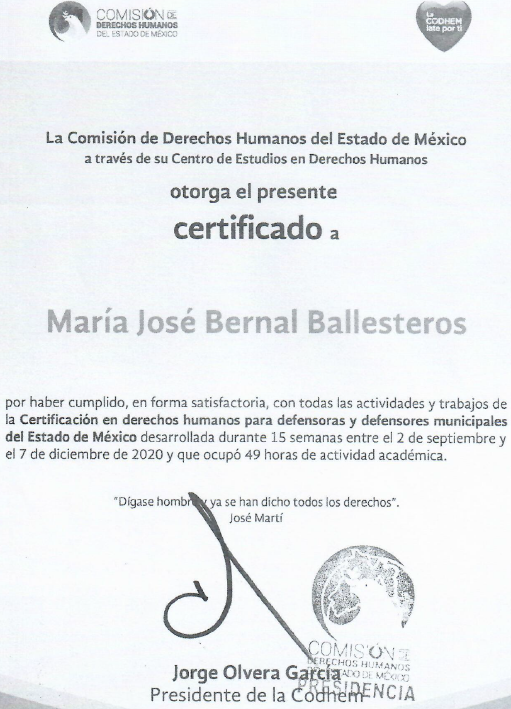 COMISIÓN DE
DERECHOS HUMANOS
DEL ESTADO DE MÉXICO
La
CODHEM
late por ti
La Comisión de Derechos Humanos del Estado de México
a través de su Centro de Estudios en Derechos Humanos
otorga el presente
certificado a
María José Bernal Ballesteros
por haber cumplido, en forma satisfactoria, con todas las actividades y trabajos de
la Certificación en derechos humanos para defensoras y defensores municipales
del Estado de México desarrollada durante 15 semanas entre el 2 de septiembre y
el 7 de diciembre de 2020 y que ocupó 49 horas de actividad académica.
"Dígase hombre y ya se han dicho todos los derechos".
José Martí
COMISIÓN DE
DERECHOS HUMANOS
DEL ESTADO DE MÉXICO
PRESIDENCIA
Jorge Olvera García
Presidente de la Codhem